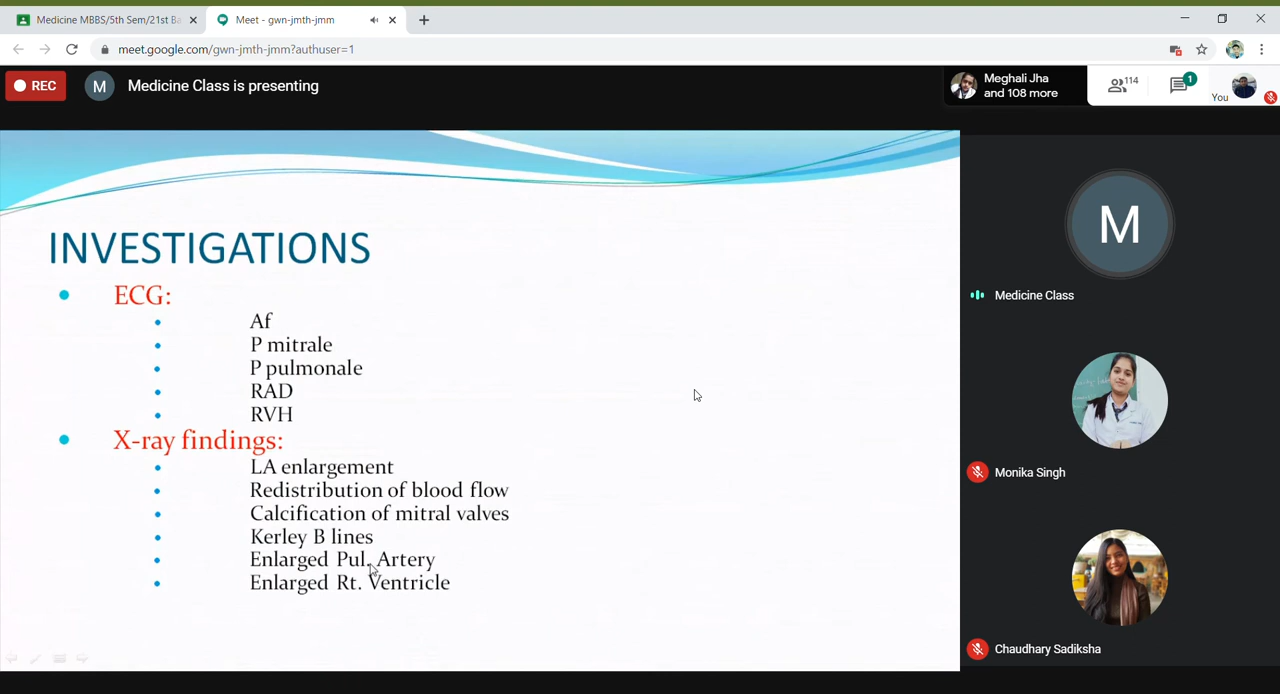 Medicine MBBS/5th Sem/21st Ba
Meet - gwn-jmth-jmm
meet.google.com/gwn-jmth-jmm?authuser=1
REC
M
Medicine Class is presenting
Meghali Jha
and 108 more
114
1
You
INVESTIGATIONS
• ECG:
• Af
• P mitrale
• P pulmonale
• RAD
• RVH
• X-ray findings:
• LA enlargement
• Redistribution of blood flow
• Calcification of mitral valves
• Kerley B lines
• Enlarged Pul. Artery
• Enlarged Rt. Ventricle
M
Medicine Class
Monika Singh
Chaudhary Sadiksha